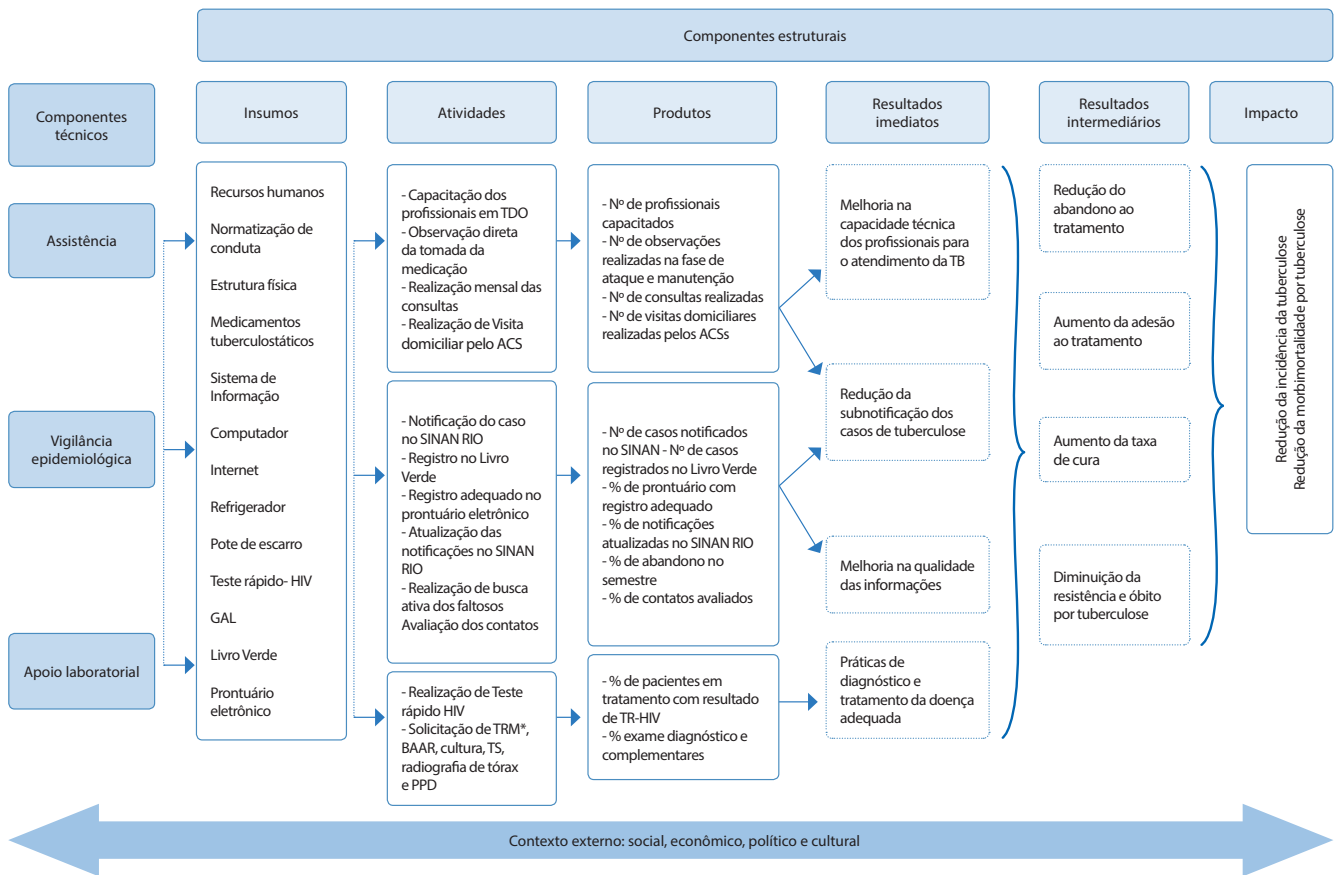 Componentes estruturais
Componentes
técnicos
Insumos
Atividades
Produtos
Resultados
imediatos
Resultados
intermediários
Impacto
Assistência
Vigilância
epidemiológica
Apoio laboratorial
Recursos humanos
Normatização de
conduta
Estrutura física
Medicamentos
tuberculostáticos
Sistema de
Informação
Computador
Internet
Refrigerador
Pote de escarro
Teste rápido- HIV
GAL
Livro Verde
Prontuário
eletrônico
- Capacitação dos
profissionais em TDO
- Observação direta
da tomada da
medicação
- Realização mensal das
consultas
- Realização de Visita
domiciliar pelo ACS
- Notificação do caso
no SINAN RIO
- Registro no Livro
Verde
- Registro adequado no
prontuário eletrônico
- Atualização das
notificações no SINAN
RIO
- Realização de busca
ativa dos faltosos
Avaliação dos contatos
- Realização de Teste
rápido HIV
- Solicitação de TRM*,
BAAR, cultura, TS,
radiografia de tórax
e PPD
- Nº de profissionais
capacitados
- Nº de observações
realizadas na fase de
ataque e manutenção
- Nº de consultas realizadas
- Nº de visitas domiciliares
realizadas pelos ACSs
- Nº de casos notificados
no SINAN - Nº de casos
registrados no Livro Verde
- % de prontuário com
registro adequado
- % de notificações
atualizadas no SINAN RIO
- % de abandono no
semestre
- % de contatos avaliados
- % de pacientes em
tratamento com resultado
de TR-HIV
- % exame diagnóstico e
complementares
Melhoria na
capacidade técnica
dos profissionais para
o atendimento da TB
Redução da
subnotificação dos
casos de tuberculose
Melhoria na qualidade
das informações
Práticas de
diagnóstico e
tratamento da doença
adequada
Redução do
abandono ao
tratamento
Aumento da adesão
ao tratamento
Aumento da taxa
de cura
Diminuição da
resistência e óbito
por tuberculose
Redução da incidência da tuberculose
Redução da morbimortalidade por tuberculose
Contexto externo: social, econômico, político e cultural